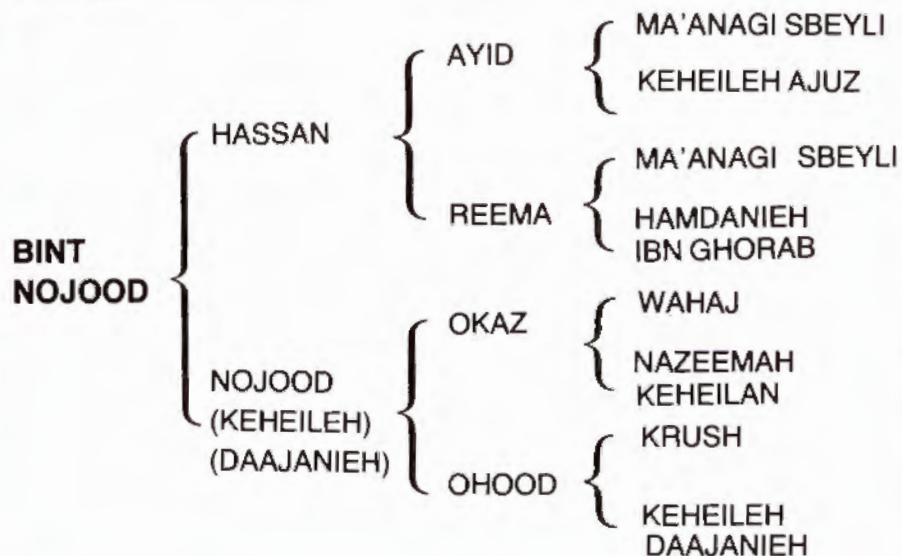 BINT
NOJOOD
HASSAN
NOJOOD
(KEHEILEH)
(DAAJANIEH)
AYID
REEMA
OKAZ
OHOOD
MA'ANAGI SBEYLI
KEHEILEH AJUZ
MA'ANAGI SBEYLI
HAMDANIEH
IBN GHORAB
WAHAJ
NAZEEMAH
KEHEILAN
KRUSH
KEHEILEH
DAAJANIEH